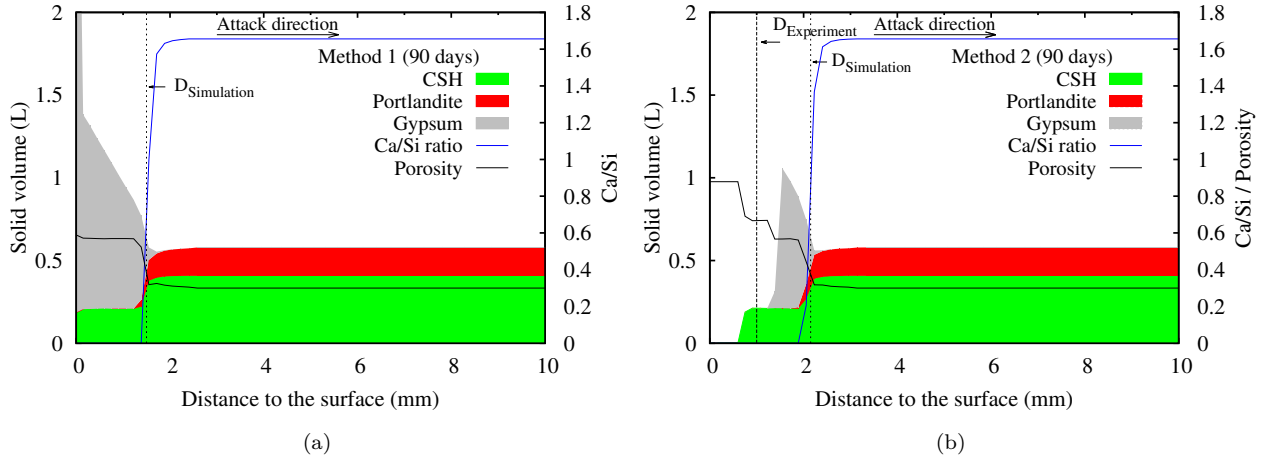 Attack direction
Method 1 (90 days)
CSH
Portlandite
Gypsum
Ca/Si ratio
Porosity
D_Simulation
Solid volume (L)
0
0.5
1
1.5
2
Ca/Si
0
0.2
0.4
0.6
0.8
1
1.2
1.4
1.6
1.8
0 2 4 6 8 10
Distance to the surface (mm)
(a)
D_Experiment
Attack direction
Method 2 (90 days)
D_Simulation
CSH
Portlandite
Gypsum
Ca/Si ratio
Porosity
Solid volume (L)
0
0.5
1
1.5
2
Ca/Si / Porosity
0
0.2
0.4
0.6
0.8
1
1.2
1.4
1.6
1.8
0 2 4 6 8 10
Distance to the surface (mm)
(b)